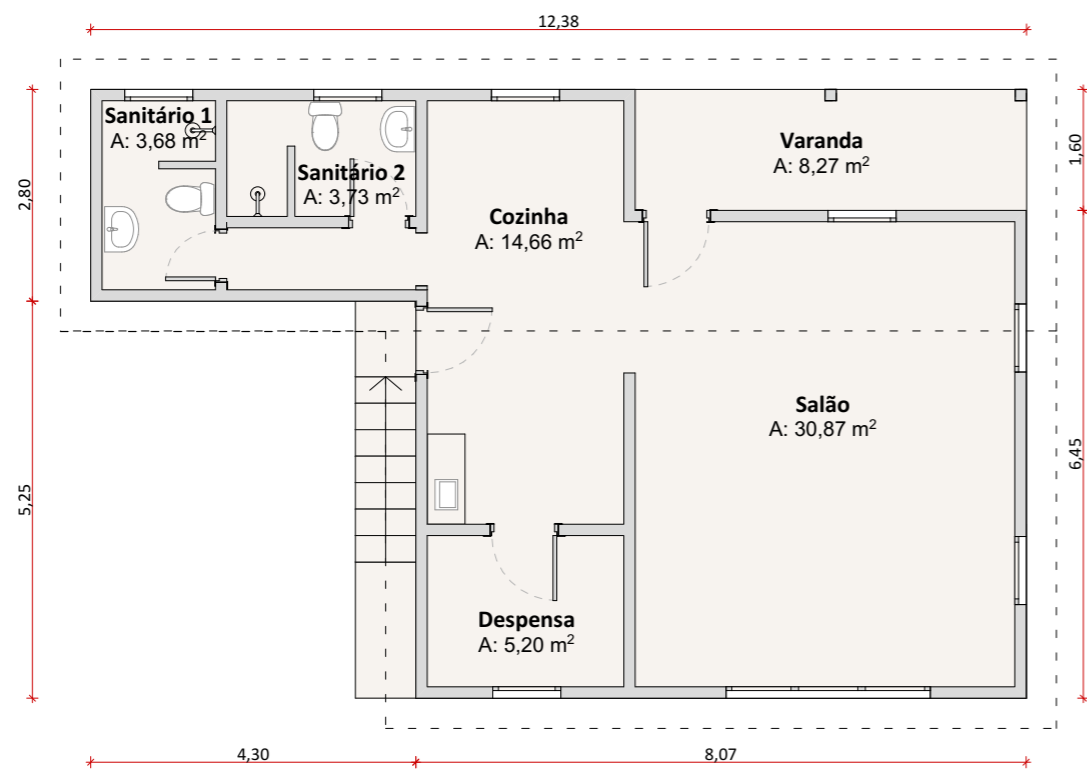 12,38
Sanitário 1
A: 3,68 m²
Sanitário 2
A: 3,73 m²
Varanda
A: 8,27 m²
1,60
2,80
Cozinha
A: 14,66 m²
Salão
A: 30,87 m²
6,45
5,25
Despensa
A: 5,20 m²
4,30
8,07